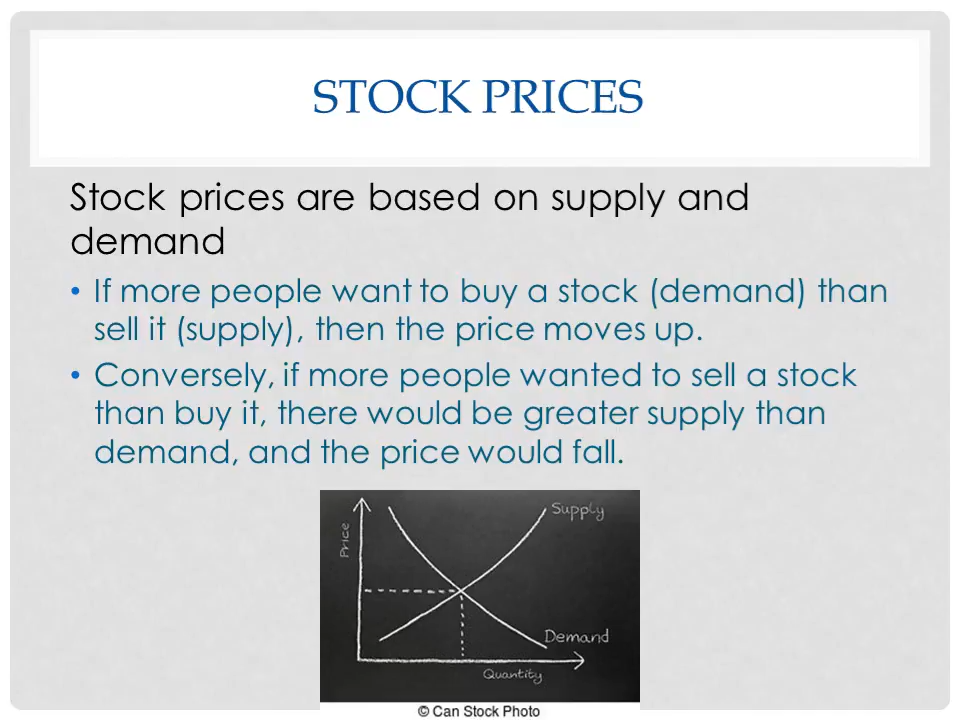 STOCK PRICES
Stock prices are based on supply and
demand
• If more people want to buy a stock (demand) than
sell it (supply), then the price moves up.
• Conversely, if more people wanted to sell a stock
than buy it, there would be greater supply than
demand, and the price would fall.
Supply
Price
Demand
Quantity
© Can Stock Photo